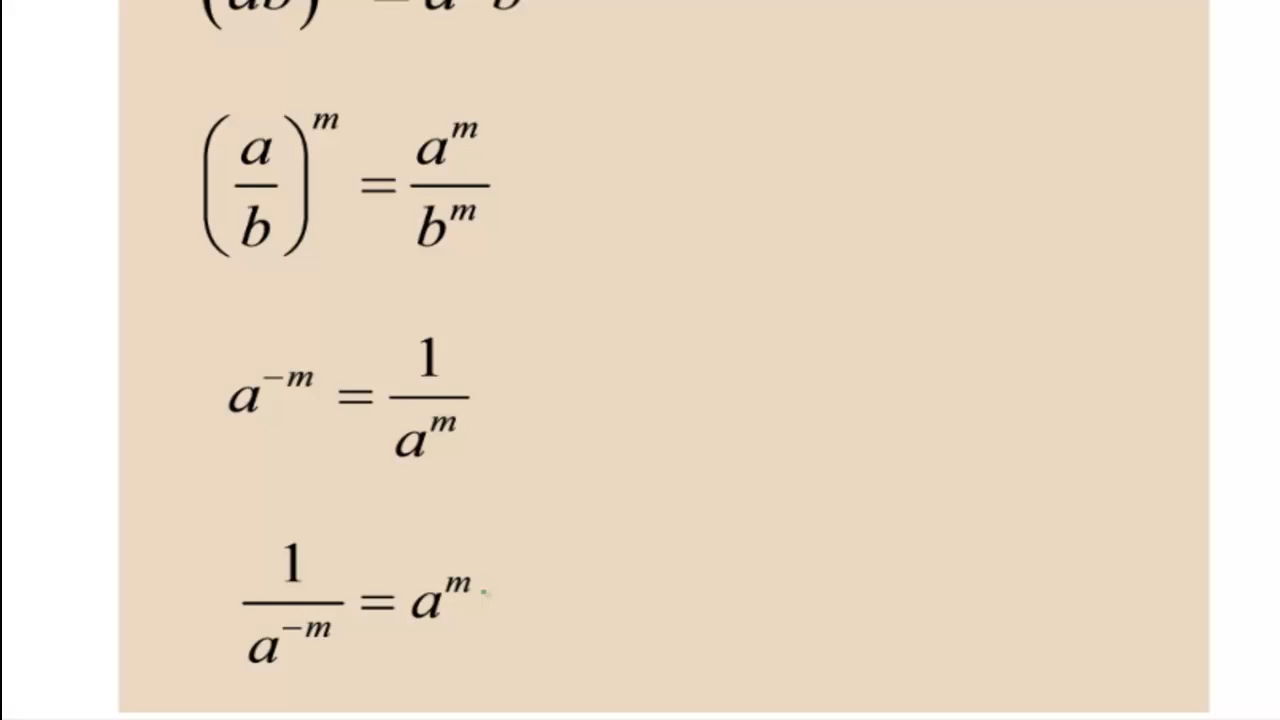 (a/b)^m = a^m/b^m
a^{-m} = 1/a^m
1/a^{-m} = a^m